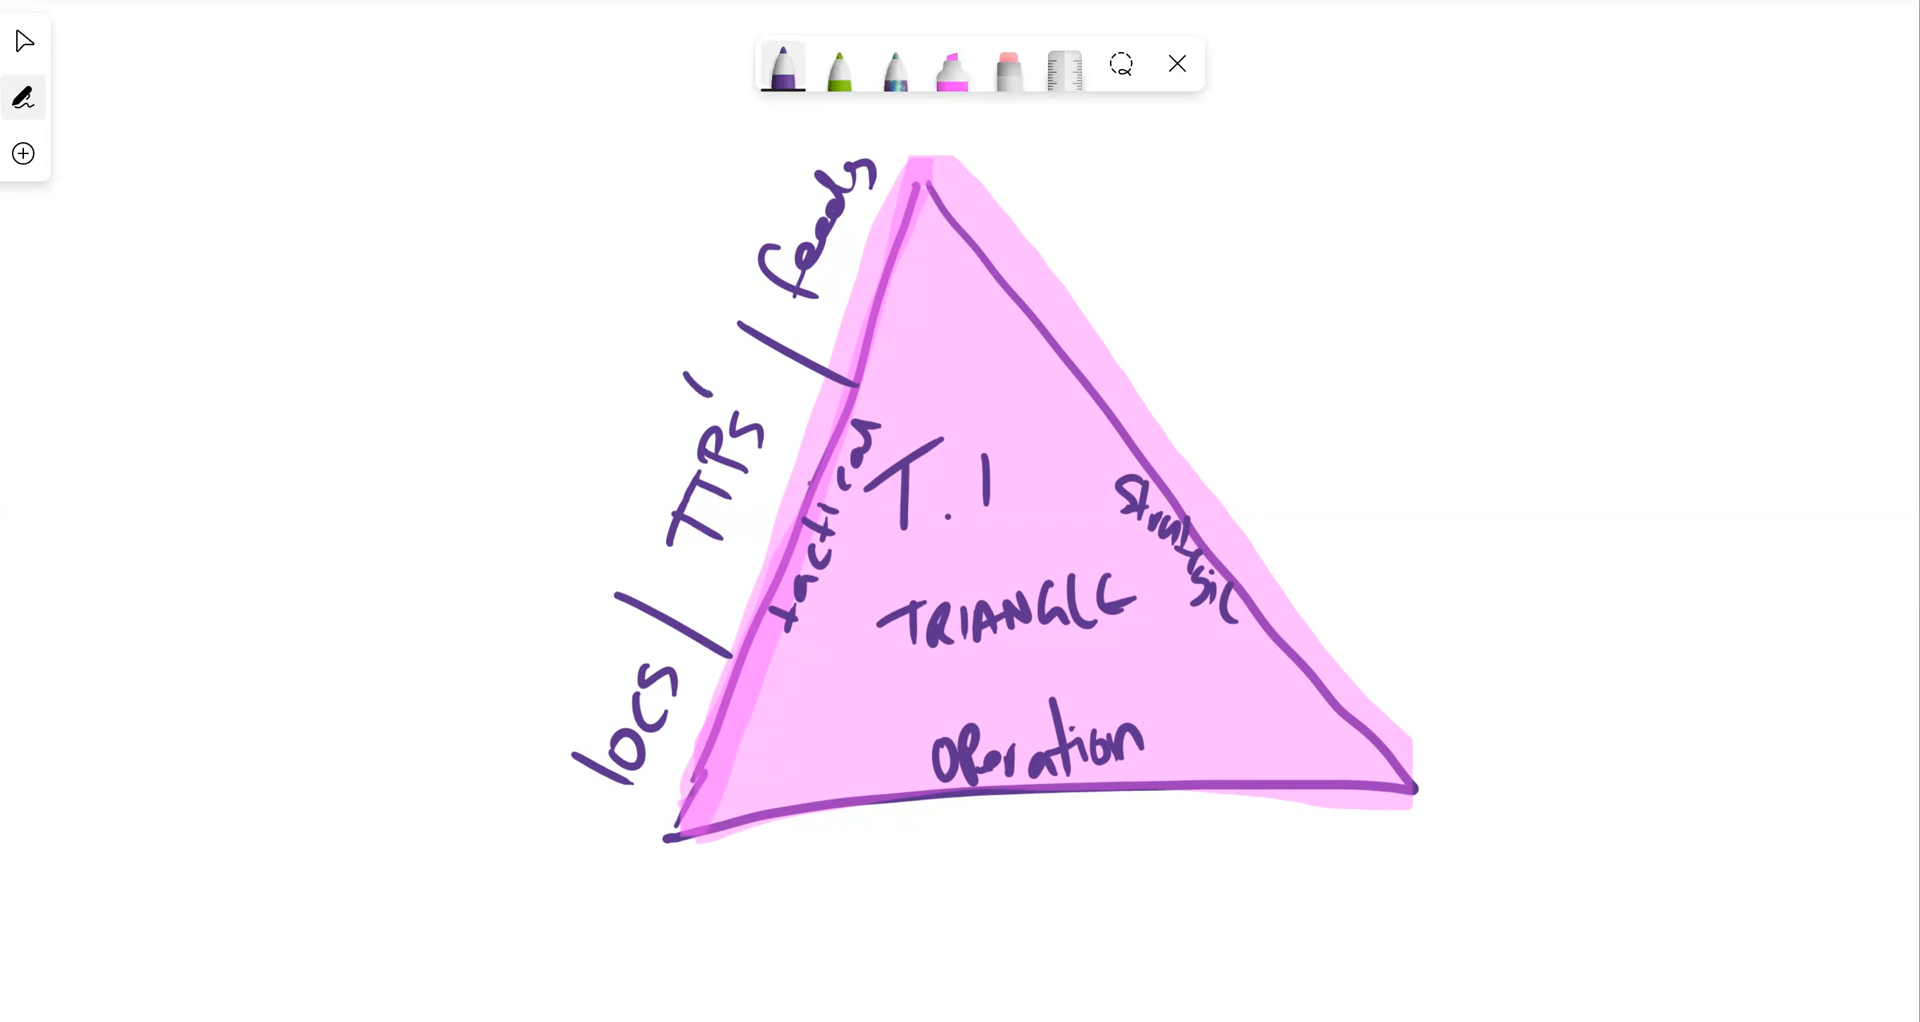 feeds
TTPS'
IOCS
tactical
T.I
TRIANGLE
strategic
operation